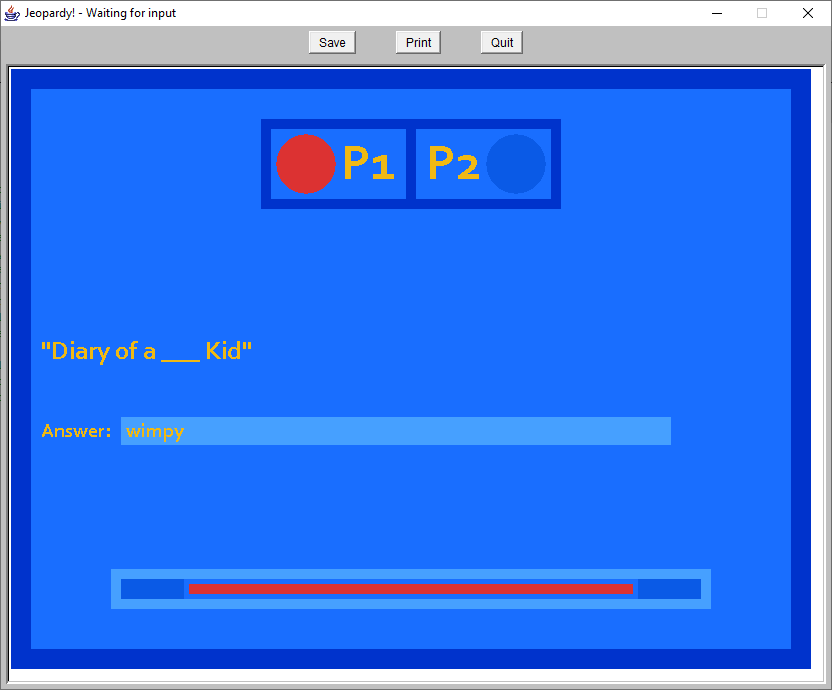 Jeopardy! - Waiting for input
Save Print Quit
P1 P2
"Diary of a ___ Kid"
Answer: wimpy